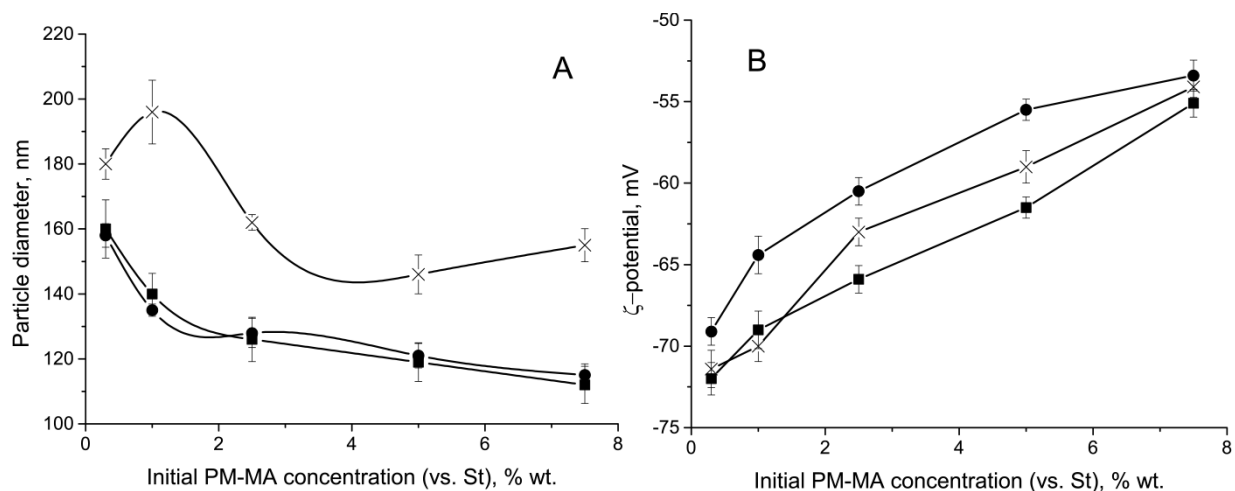 220
200
180
160
140
120
100
Particle diameter, nm
A
0 2 4 6 8
Initial PM-MA concentration (vs. St), % wt.
-50
-55
-60
-65
-70
-75
ζ–potential, mV
B
0 2 4 6 8
Initial PM-MA concentration (vs. St), % wt.